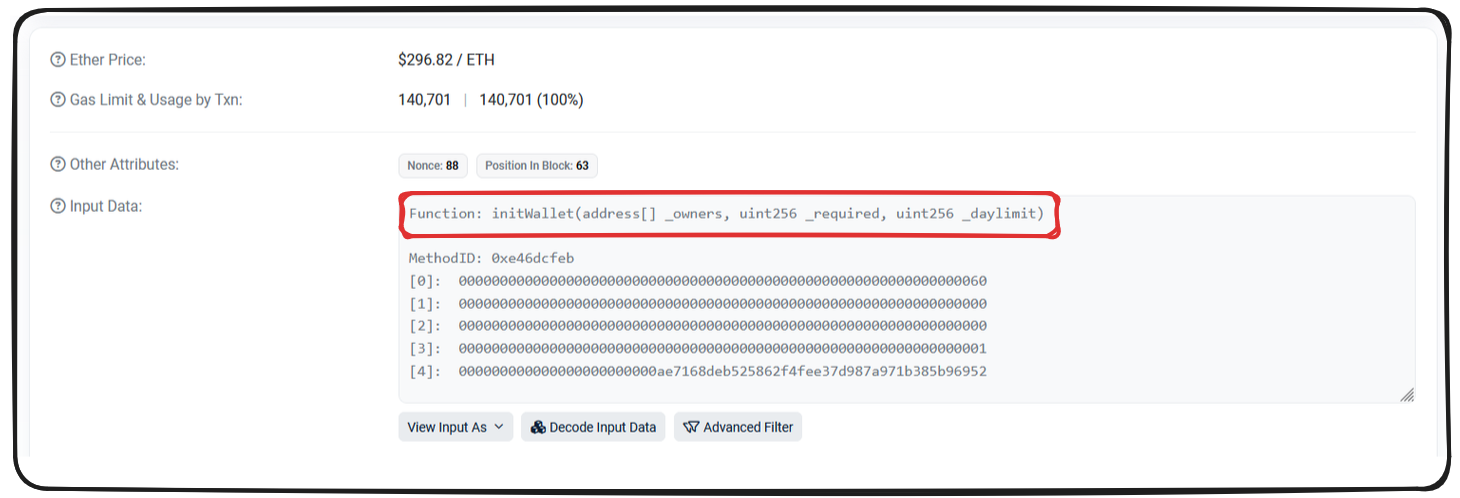 Ether Price: $296.82 / ETH
Gas Limit & Usage by Txn: 140,701 | 140,701 (100%)
Other Attributes: Nonce: 88 Position In Block: 63
Input Data:
Function: initWallet(address[] _owners, uint256 _required, uint256 _daylimit)
MethodID: 0xe46dcfeb
[0]: 0000000000000000000000000000000000000000000000000000000000000060
[1]: 0000000000000000000000000000000000000000000000000000000000000000
[2]: 0000000000000000000000000000000000000000000000000000000000000000
[3]: 0000000000000000000000000000000000000000000000000000000000000001
[4]: 000000000000000000000000ae7168deb525862f4fee37d987a971b385b96952
View Input As Decode Input Data Advanced Filter